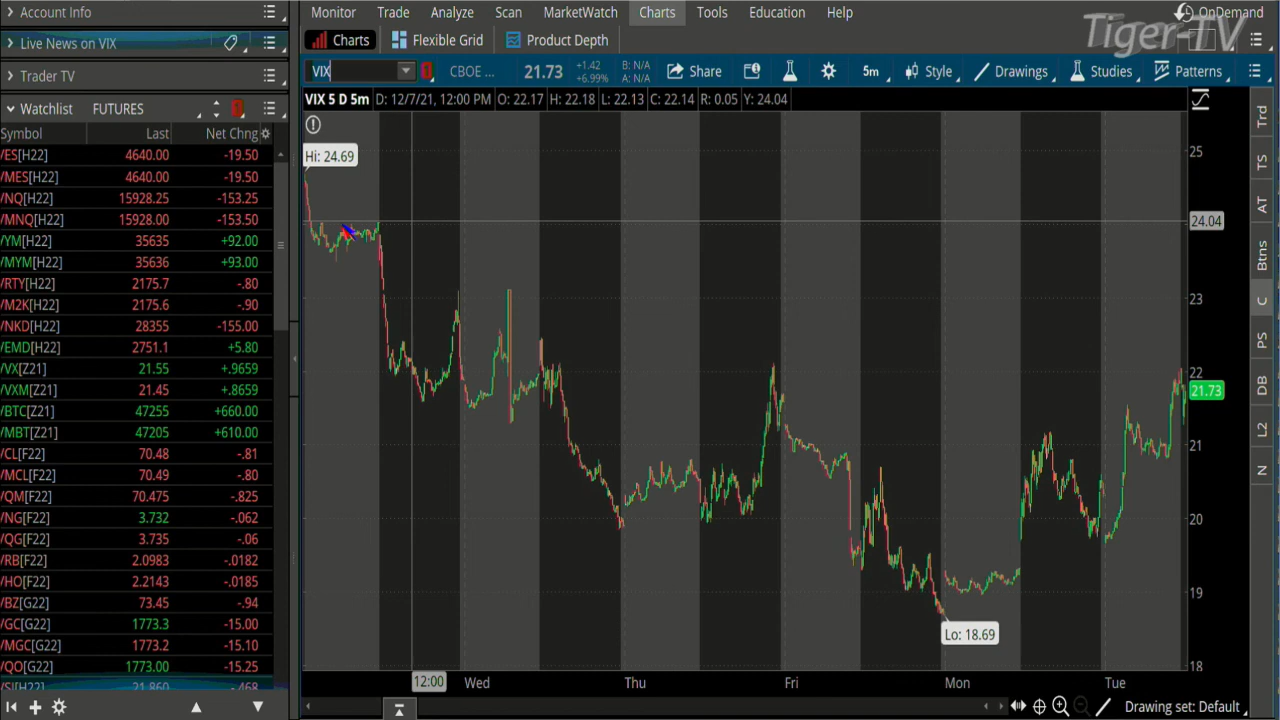 Account Info
Monitor Trade Analyze Scan MarketWatch Charts Tools Education Help OnDemand
Tiger-TV
Live News on VIX
Charts Flexible Grid Product Depth
Trader TV
VIX 1 CBOE ... 21.73 +1.42 +6.99% B: N/A A: N/A Share 5m Style Drawings Studies Patterns
Watchlist FUTURES 1
VIX 5 D 5m D: 12/7/21, 12:00 PM O: 22.17 H: 22.18 L: 22.13 C: 22.14 R: 0.05 Y: 24.04
Symbol Last Net Chng
/ES[H22] 4640.00 -19.50
/MES[H22] 4640.00 -19.50
/NQ[H22] 15928.25 -153.25
/MNQ[H22] 15928.00 -153.50
/YM[H22] 35635 +92.00
/MYM[H22] 35636 +93.00
/RTY[H22] 2175.7 -.80
/M2K[H22] 2175.6 -.90
/NKD[H22] 28355 -155.00
/EMD[H22] 2751.1 +5.80
/VX[Z21] 21.55 +.9659
/VXM[Z21] 21.45 +.8659
/BTC[Z21] 47255 +660.00
/MBT[Z21] 47205 +610.00
/CL[F22] 70.48 -.81
/MCL[F22] 70.49 -.80
/QM[F22] 70.475 -.825
/NG[F22] 3.732 -.062
/QG[F22] 3.735 -.06
/RB[F22] 2.0983 -.0182
/HO[F22] 2.2143 -.0185
/BZ[G22] 73.45 -.94
/GC[G22] 1773.3 -15.00
/MGC[G22] 1773.2 -15.10
/QO[G22] 1773.00 -15.25
/SI[H22] 21.860 -.468
Hi: 24.69
Lo: 18.69
25
24.04
23
22
21.73
21
20
19
18
12:00 Wed Thu Fri Mon Tue
Trd
TS
AT
Btns
C
PS
DB
L2
N
Drawing set: Default